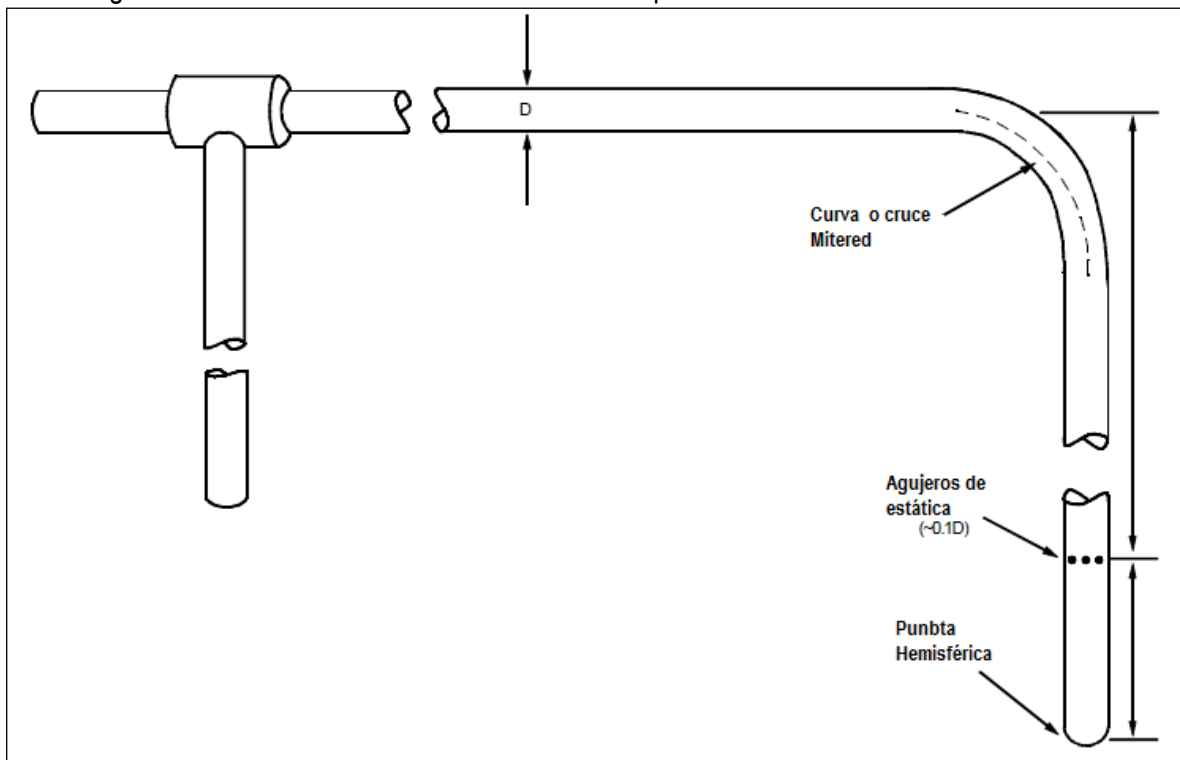 D
Curva o cruce
Mitered
Agujeros de
estática
(~0.1D)
Punbta
Hemisférica